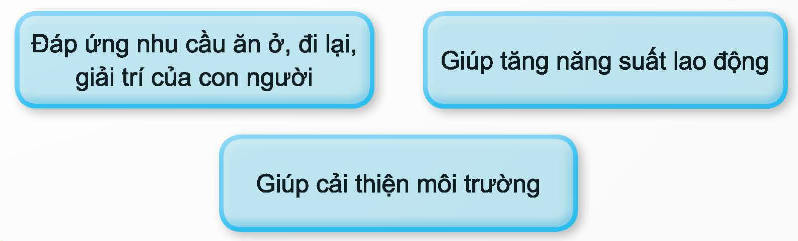 Đáp ứng nhu cầu ăn ở, đi lại,
giải trí của con người
Giúp tăng năng suất lao động
Giúp cải thiện môi trường